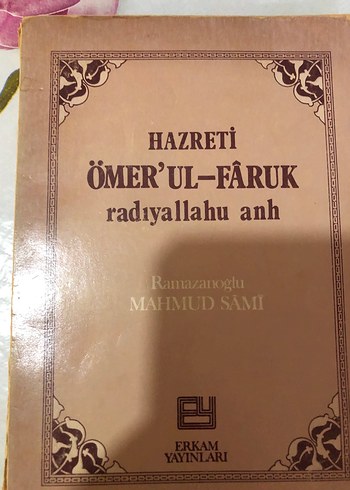 HAZRETİ
ÖMER'UL-FÂRUK
radıyallahu anh
Ramazanoğlu
MAHMUD SÂMİ
ey
ERKAM
YAYINLARI